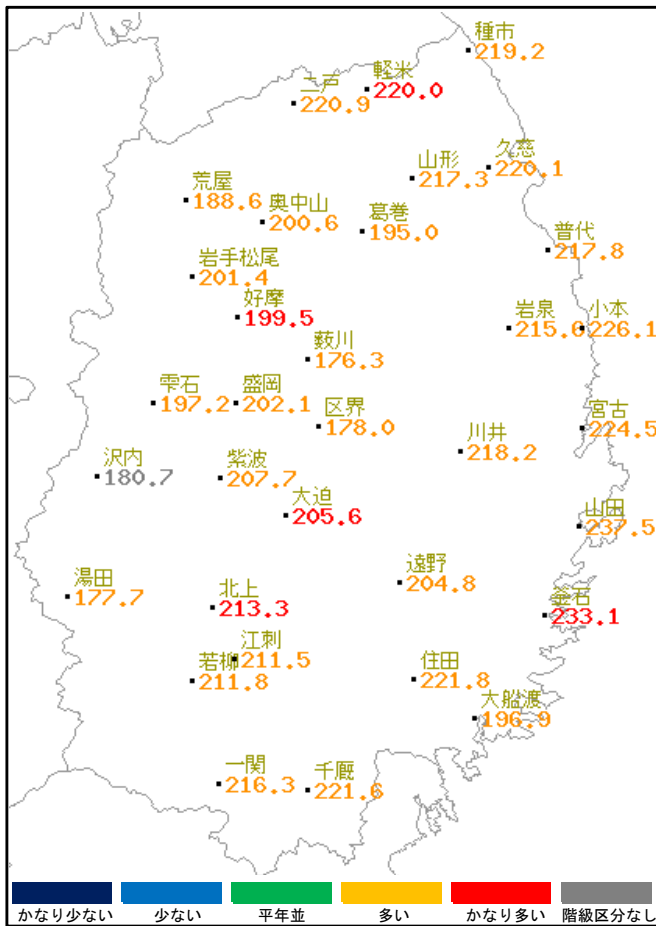 種市
219.2
軽米
220.0
二戸
220.9
久慈
220.1
山形
217.3
荒屋
188.6
奥中山
200.6
葛巻
195.0
普代
217.8
岩手松尾
201.4
好摩
199.5
岩泉
小本
226.1
薮川
176.3
雫石
197.2
盛岡
202.1
区界
178.0
宮古
224.5
川井
218.2
沢内
180.7
紫波
207.7
大迫
205.6
山田
237.5
湯田
177.7
北上
213.3
遠野
204.8
釜石
233.1
江刺
211.5
若柳
211.8
住田
221.8
大船渡
196.9
一関
216.3
千厩
221.6
かなり少ない
少ない
平年並
多い
かなり多い
階級区分なし